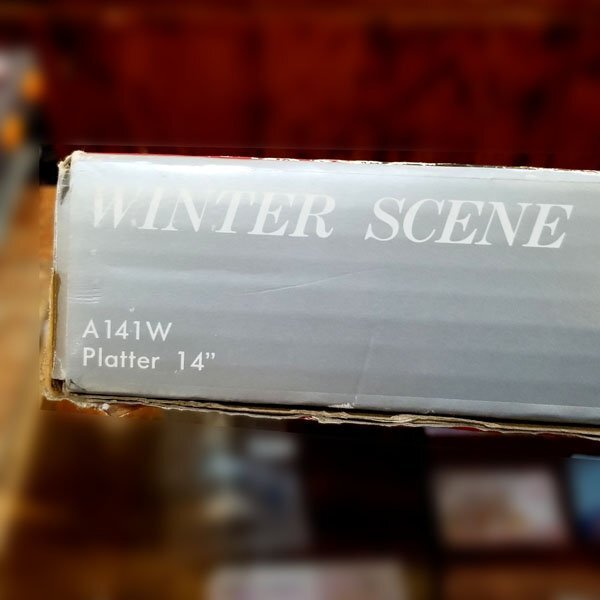 WINTER SCENE
A141W
Platter 14”